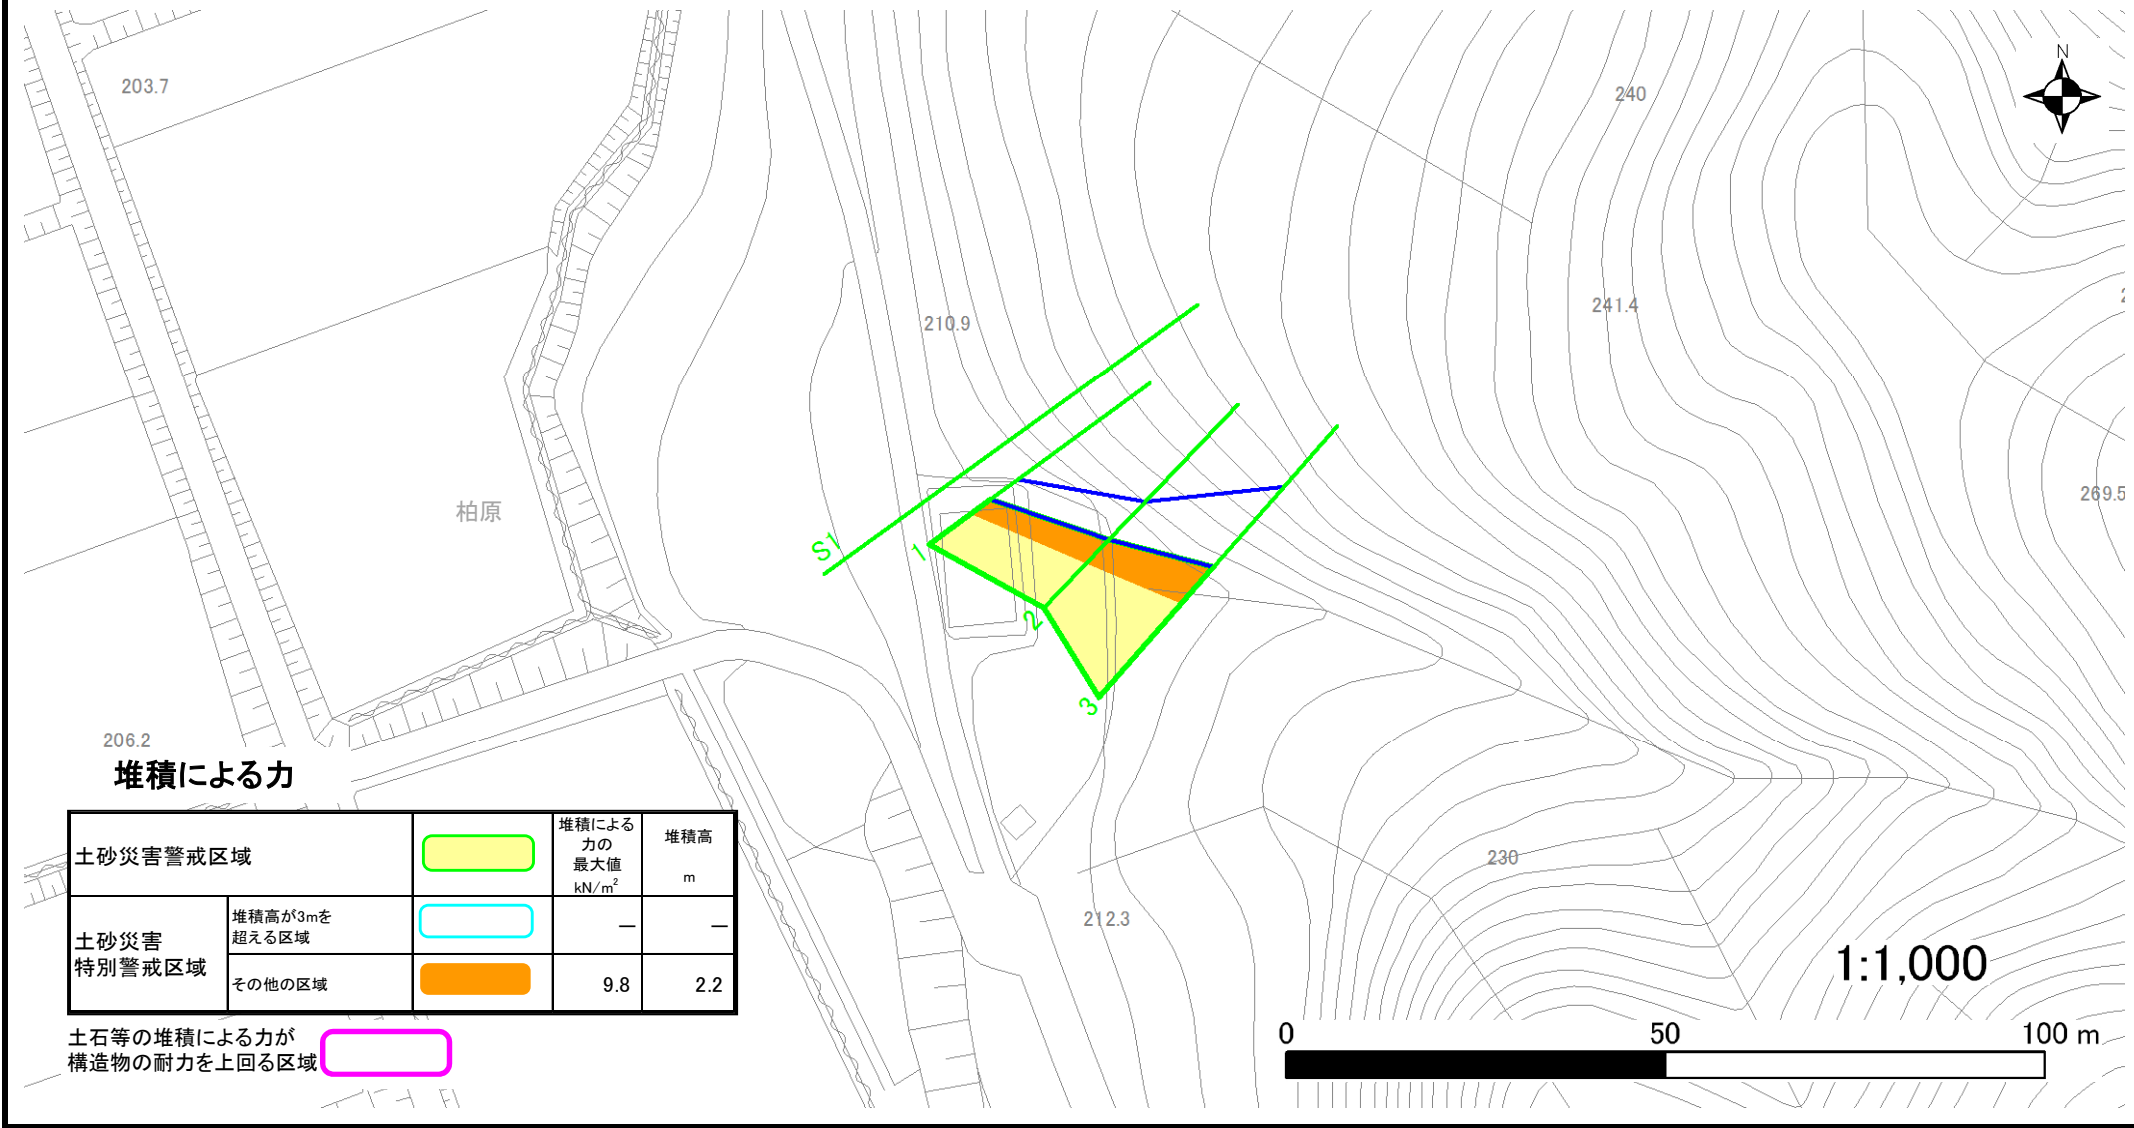 203.7
N
240
241.4
210.9
269.5
柏原
S1
1
2
3
206.2
堆積による力
土砂災害警戒区域
堆積による
力の
最大値
kN/m²
堆積高
m
土砂災害
特別警戒区域
堆積高が3mを
超える区域
—
—
その他の区域
9.8
2.2
土石等の堆積による力が
構造物の耐力を上回る区域
230
212.3
1:1,000
0
50
100 m